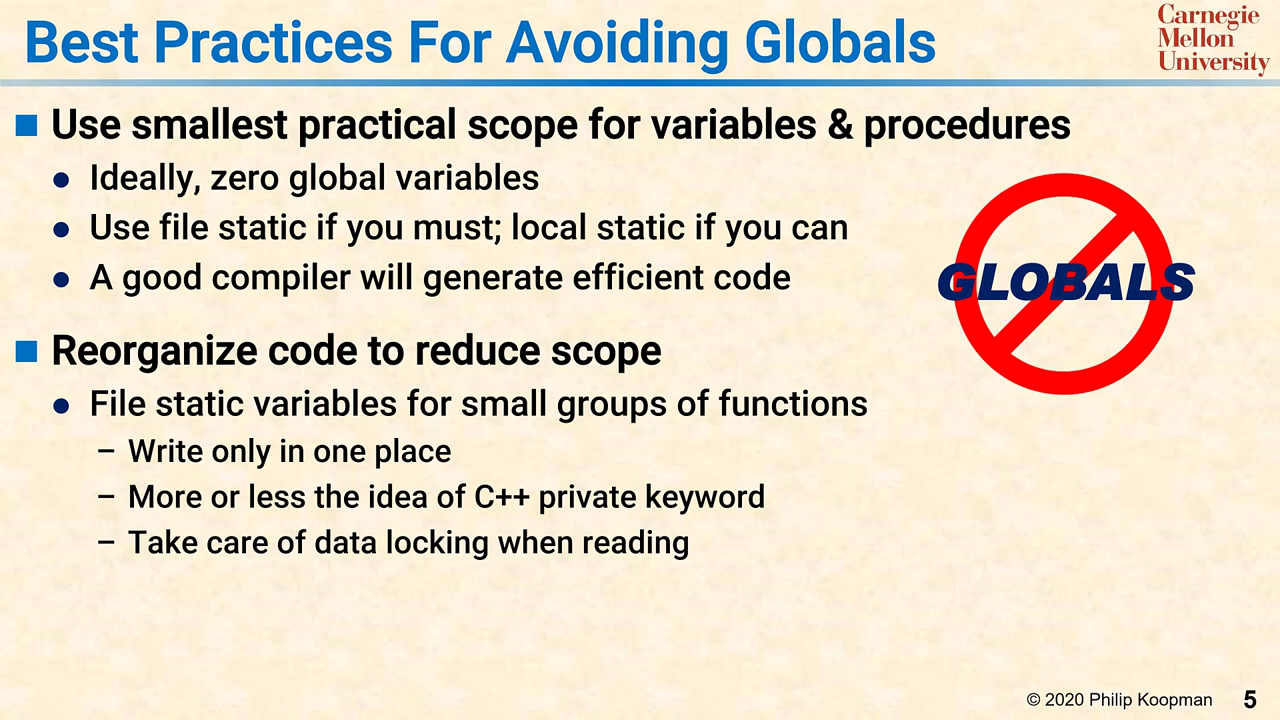 Best Practices For Avoiding Globals
Carnegie
Mellon
University
Use smallest practical scope for variables & procedures
Ideally, zero global variables
Use file static if you must; local static if you can
A good compiler will generate efficient code
GLOBALS
Reorganize code to reduce scope
File static variables for small groups of functions
– Write only in one place
– More or less the idea of C++ private keyword
– Take care of data locking when reading
© 2020 Philip Koopman 5